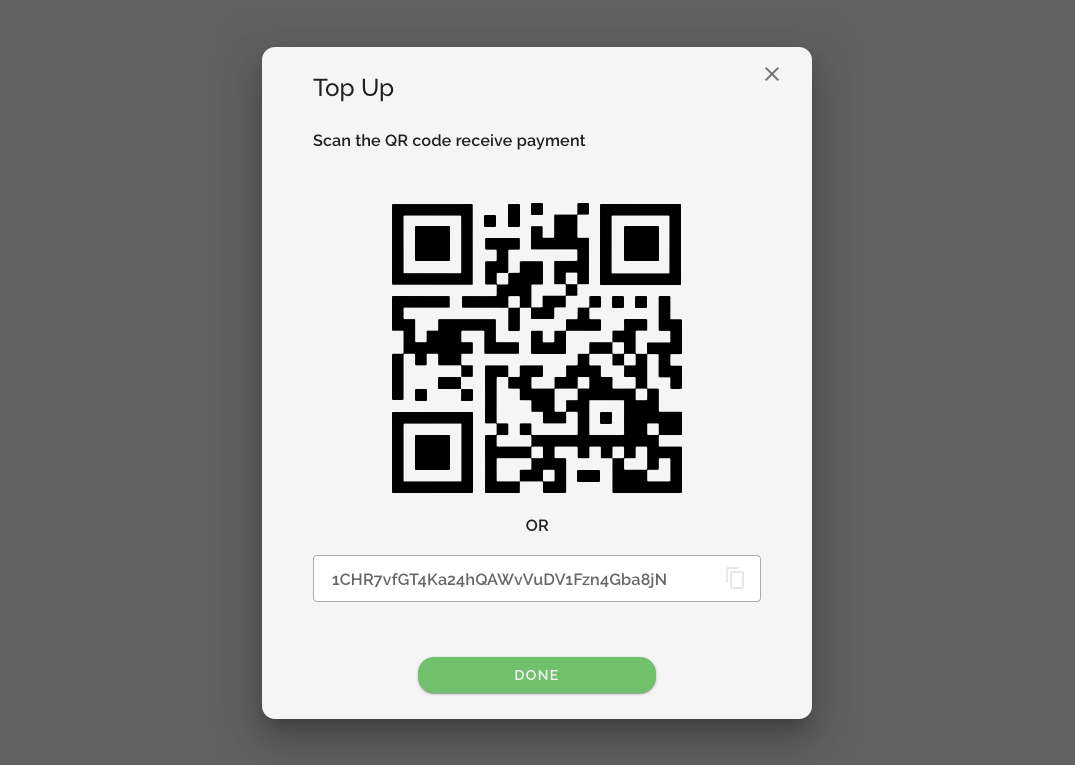 Top Up
Scan the QR code receive payment
OR
1CHR7vfGT4Ka24hQAWvVuDV1Fzn4Gba8jN
DONE